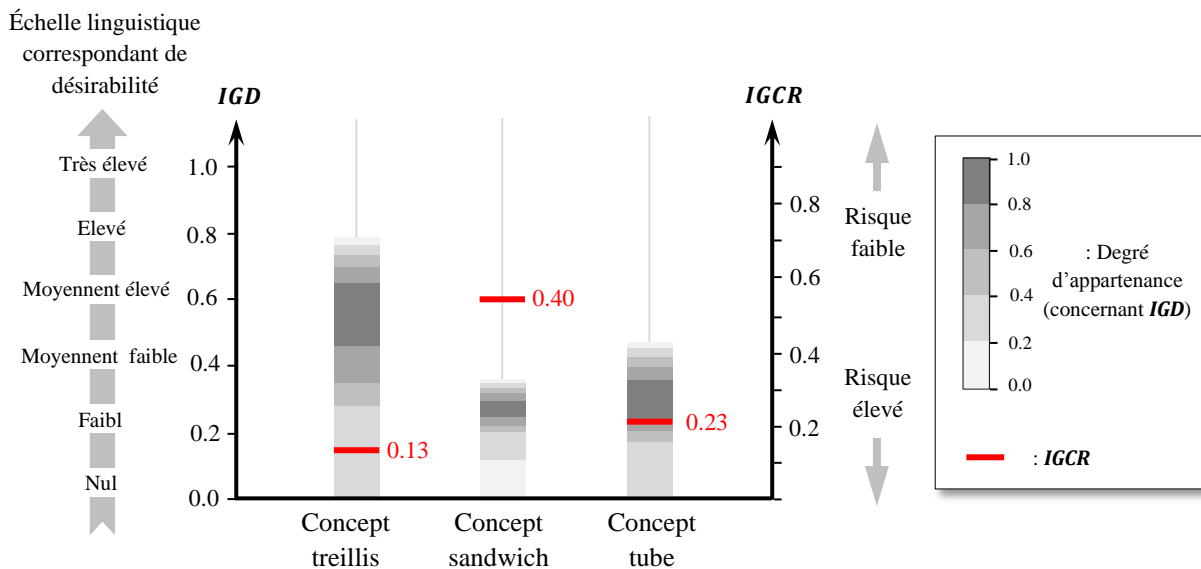 Échelle linguistique
correspondant de
désirabilité
Très élevé
Elevé
Moyennent élevé
Moyennent faible
Faibl
Nul
IGD
1.0
0.8
0.6
0.4
0.2
0.0
0.13
0.40
0.23
Concept
treillis
Concept
sandwich
Concept
tube
IGCR
0.8
0.6
0.4
0.2
Risque
faible
Risque
élevé
1.0
0.8
0.6
0.4
0.2
0.0
: Degré
d’appartenance
(concernant IGD)
: IGCR